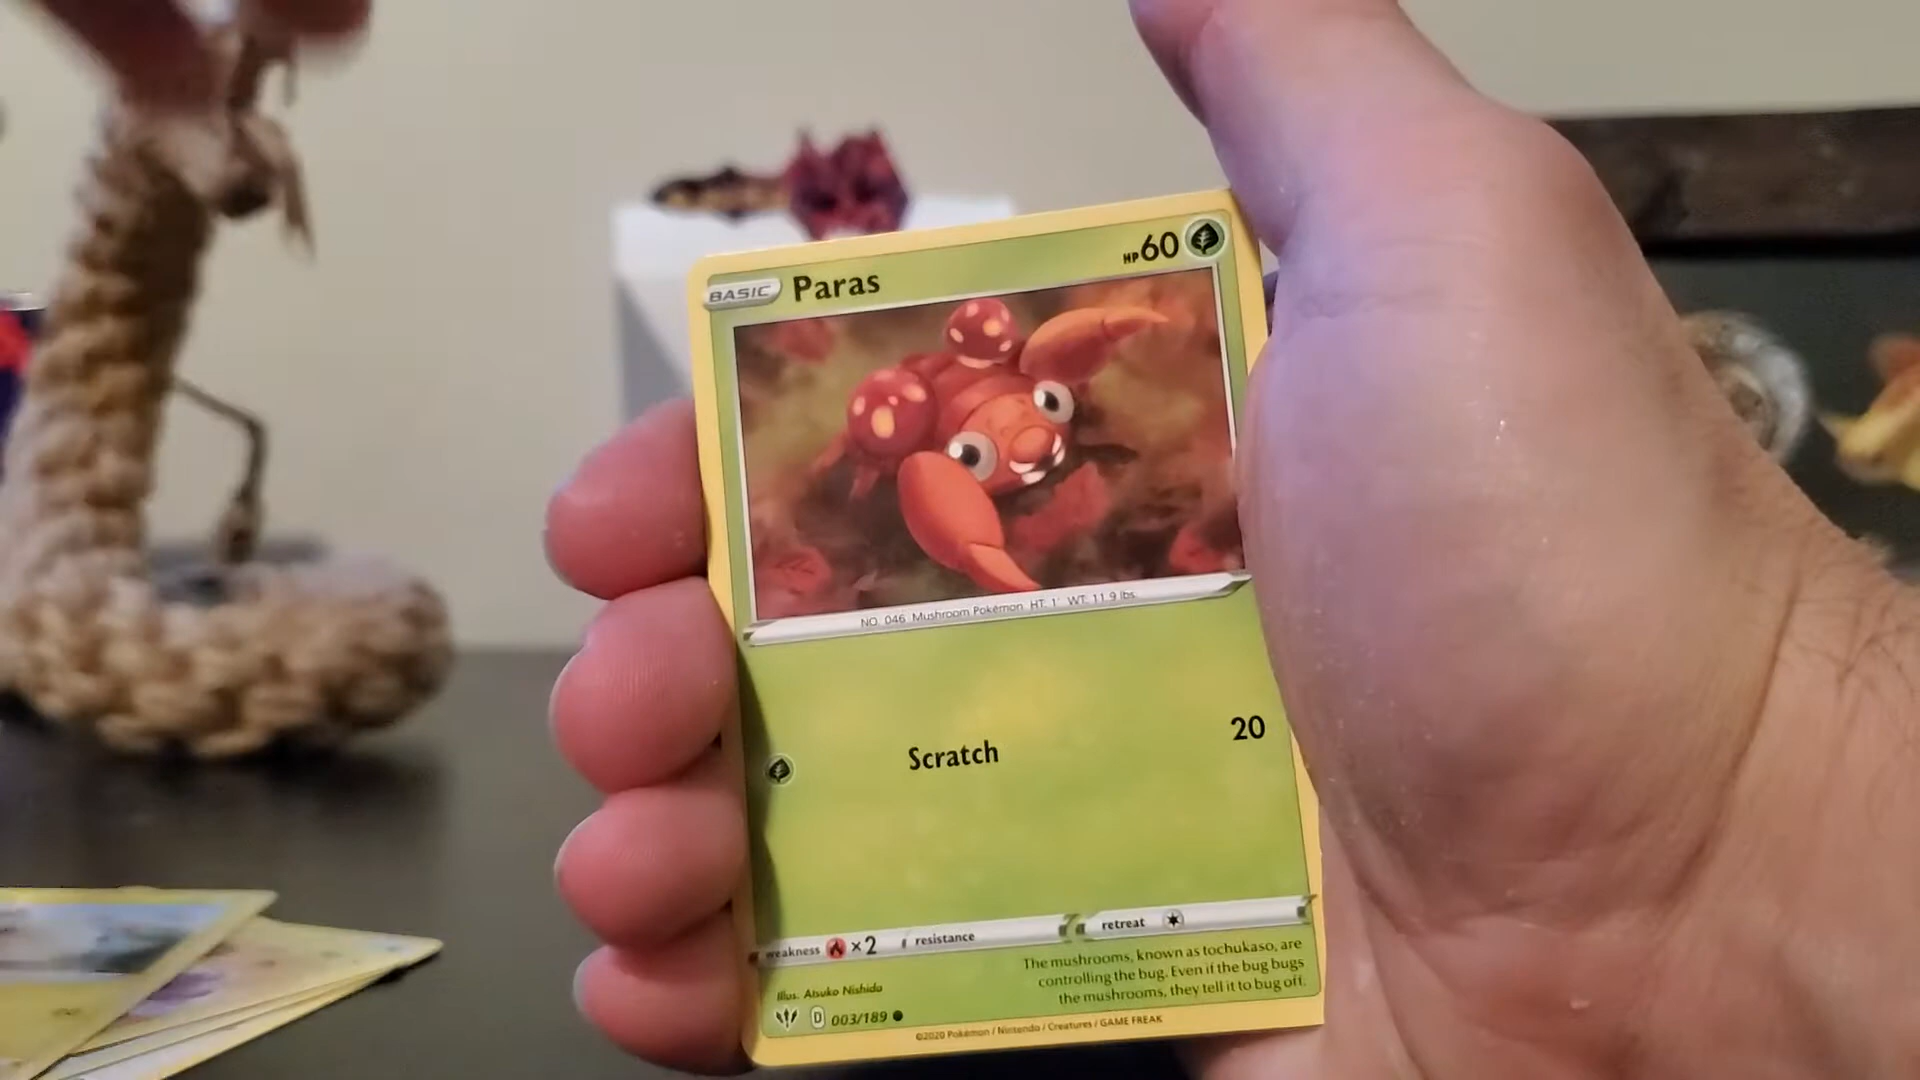 BASIC Paras HP60
NO. 046 Mushroom Pokémon HT: 1' WT: 11.9 lbs.
Scratch 20
weakness ×2 resistance retreat
The mushrooms, known as tochukaso, are
controlling the bug. Even if the bug bugs
the mushrooms, they tell it to bug off.
Illus. Atsuko Nishida
D 003/189
©2020 Pokémon / Nintendo / Creatures / GAME FREAK